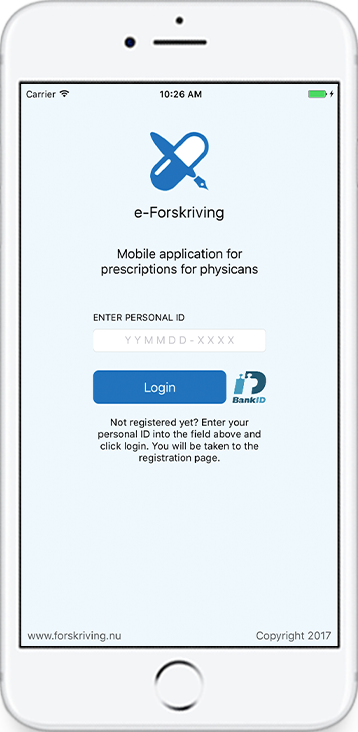 Carrier 10:26 AM
e-Forskriving
Mobile application for
prescriptions for physicans
ENTER PERSONAL ID
YYMMDD-XXXX
Login
BankID
Not registered yet? Enter your
personal ID into the field above and
click login. You will be taken to the
registration page.
www.forskriving.nu Copyright 2017